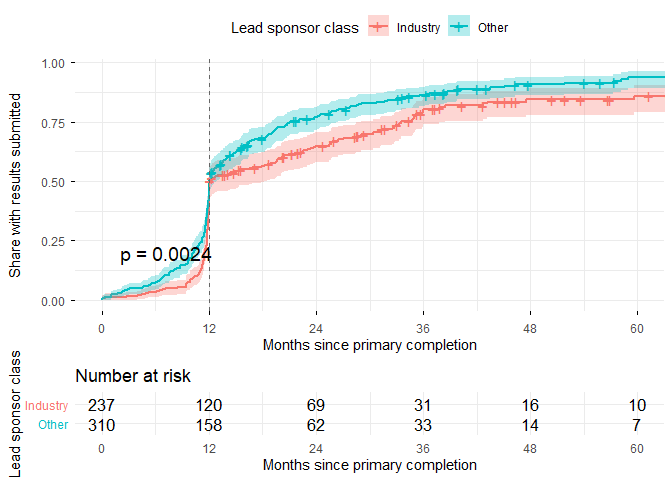 Lead sponsor class Industry Other
Share with results submitted
1.00
0.75
0.50
0.25
0.00
p = 0.0024
0 12 24 36 48 60
Months since primary completion
Number at risk
Lead sponsor class
Industry 237 120 69 31 16 10
Other 310 158 62 33 14 7
0 12 24 36 48 60
Months since primary completion